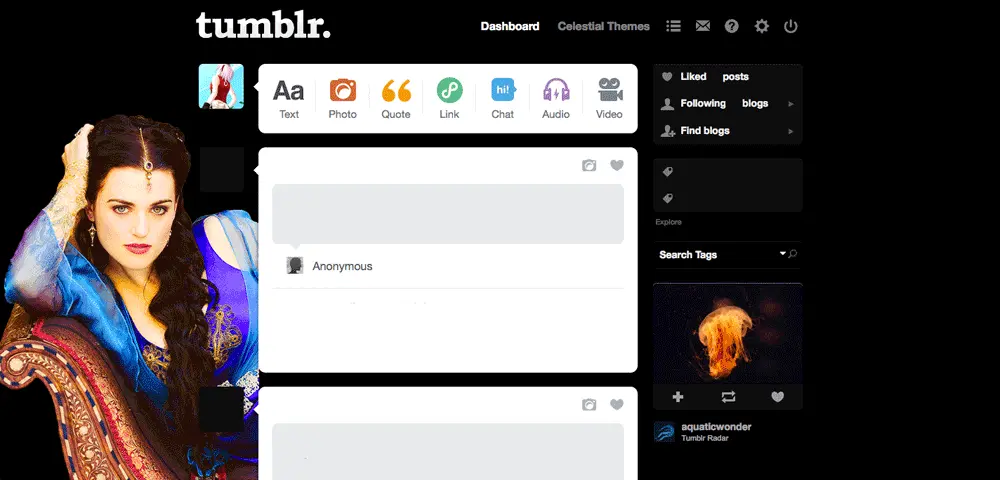 tumblr.
Dashboard Celestial Themes
Aa
hi!
Text Photo Quote Link Chat Audio Video
Anonymous
Liked posts
Following blogs
Find blogs
Explore
Search Tags
aquaticwonder
Tumblr Radar